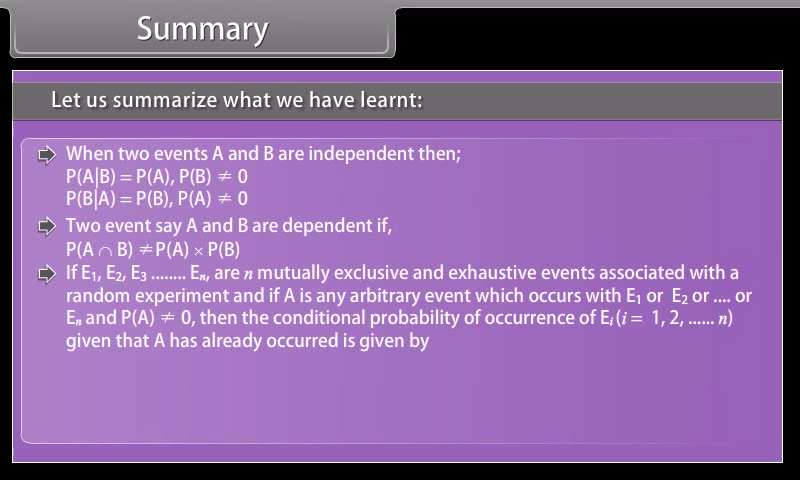 Summary
Let us summarize what we have learnt:
When two events A and B are independent then;
P(A|B) = P(A), P(B) ≠ 0
P(B|A) = P(B), P(A) ≠ 0
Two event say A and B are dependent if,
P(A ∩ B) ≠ P(A) × P(B)
If E₁, E₂, E₃ ........ Eₙ, are n mutually exclusive and exhaustive events associated with a
random experiment and if A is any arbitrary event which occurs with E₁ or E₂ or .... or
Eₙ and P(A) ≠ 0, then the conditional probability of occurrence of Eᵢ (i = 1, 2, ...... n)
given that A has already occurred is given by